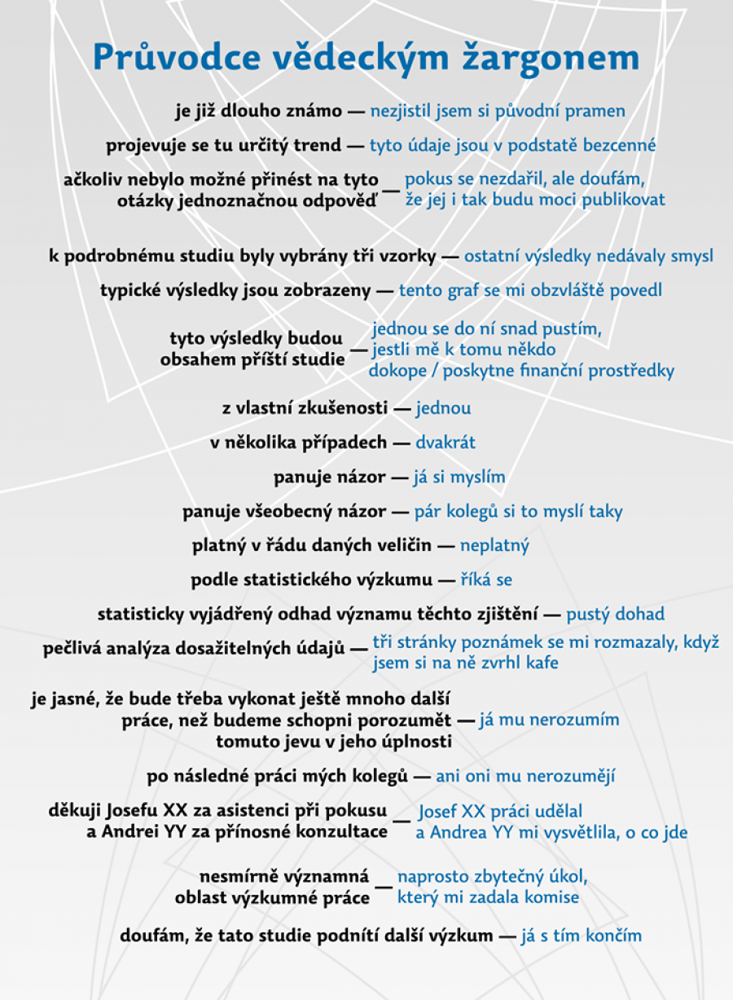 Průvodce vědeckým žargonem
je již dlouho známo — nezjistil jsem si původní pramen
projevuje se tu určitý trend — tyto údaje jsou v podstatě bezcenné
ačkoliv nebylo možné přinést na tyto
otázky jednoznačnou odpověď — pokus se nezdařil, ale doufám,
že jej i tak budu moci publikovat
k podrobnému studiu byly vybrány tři vzorky — ostatní výsledky nedávaly smysl
typické výsledky jsou zobrazeny — tento graf se mi obzvláště povedl
tyto výsledky budou
obsahem příští studie — jednou se do ní snad pustím,
jestli mě k tomu někdo
dokope / poskytne finanční prostředky
z vlastní zkušenosti — jednou
v několika případech — dvakrát
panuje názor — já si myslím
panuje všeobecný názor — pár kolegů si to myslí taky
platný v řádu daných veličin — neplatný
podle statistického výzkumu — říká se
statisticky vyjádřený odhad významu těchto zjištění — pustý dohad
pečlivá analýza dosažitelných údajů — tři stránky poznámek se mi rozmazaly, když
jsem si na ně zvrhl kafe
je jasné, že bude třeba vykonat ještě mnoho další
práce, než budeme schopni porozumět — já mu nerozumím
tomuto jevu v jeho úplnosti
po následné práci mých kolegů — ani oni mu nerozumějí
děkuji Josefu XX za asistenci při pokusu
a Andrei YY za přínosné konzultace — Josef XX práci udělal
a Andrea YY mi vysvětlila, o co jde
nesmírně významná
oblast výzkumné práce — naprosto zbytečný úkol,
který mi zadala komise
doufám, že tato studie podnítí další výzkum — já s tím končím